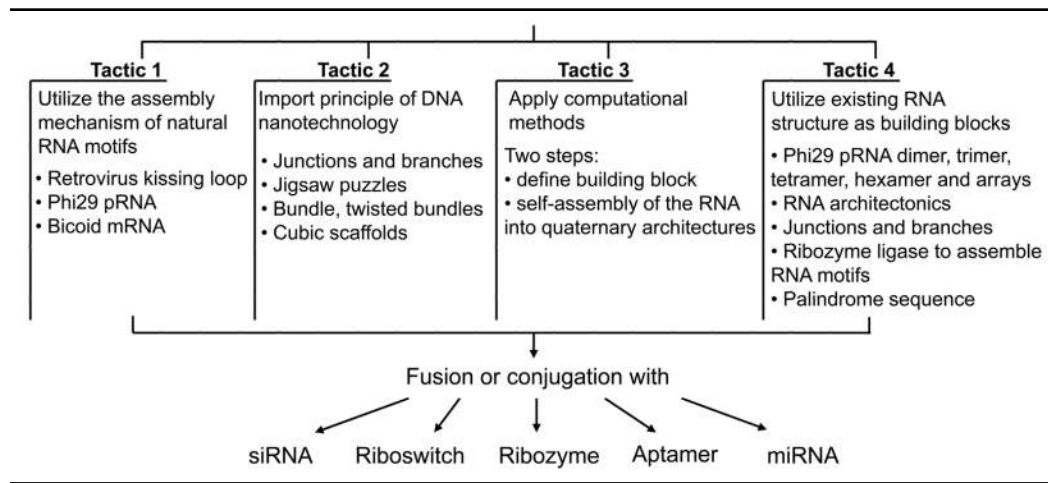 Tactic 1
Utilize the assembly
mechanism of natural
RNA motifs
• Retrovirus kissing loop
• Phi29 pRNA
• Bicoid mRNA
Tactic 2
Import principle of DNA
nanotechnology
• Junctions and branches
• Jigsaw puzzles
• Bundle, twisted bundles
• Cubic scaffolds
Tactic 3
Apply computational
methods
Two steps:
• define building block
• self-assembly of the RNA
into quaternary architectures
Tactic 4
Utilize existing RNA
structure as building blocks
• Phi29 pRNA dimer, trimer,
tetramer, hexamer and arrays
• RNA architectonics
• Junctions and branches
• Ribozyme ligase to assemble
RNA motifs
• Palindrome sequence
Fusion or conjugation with
siRNA Riboswitch Ribozyme Aptamer miRNA